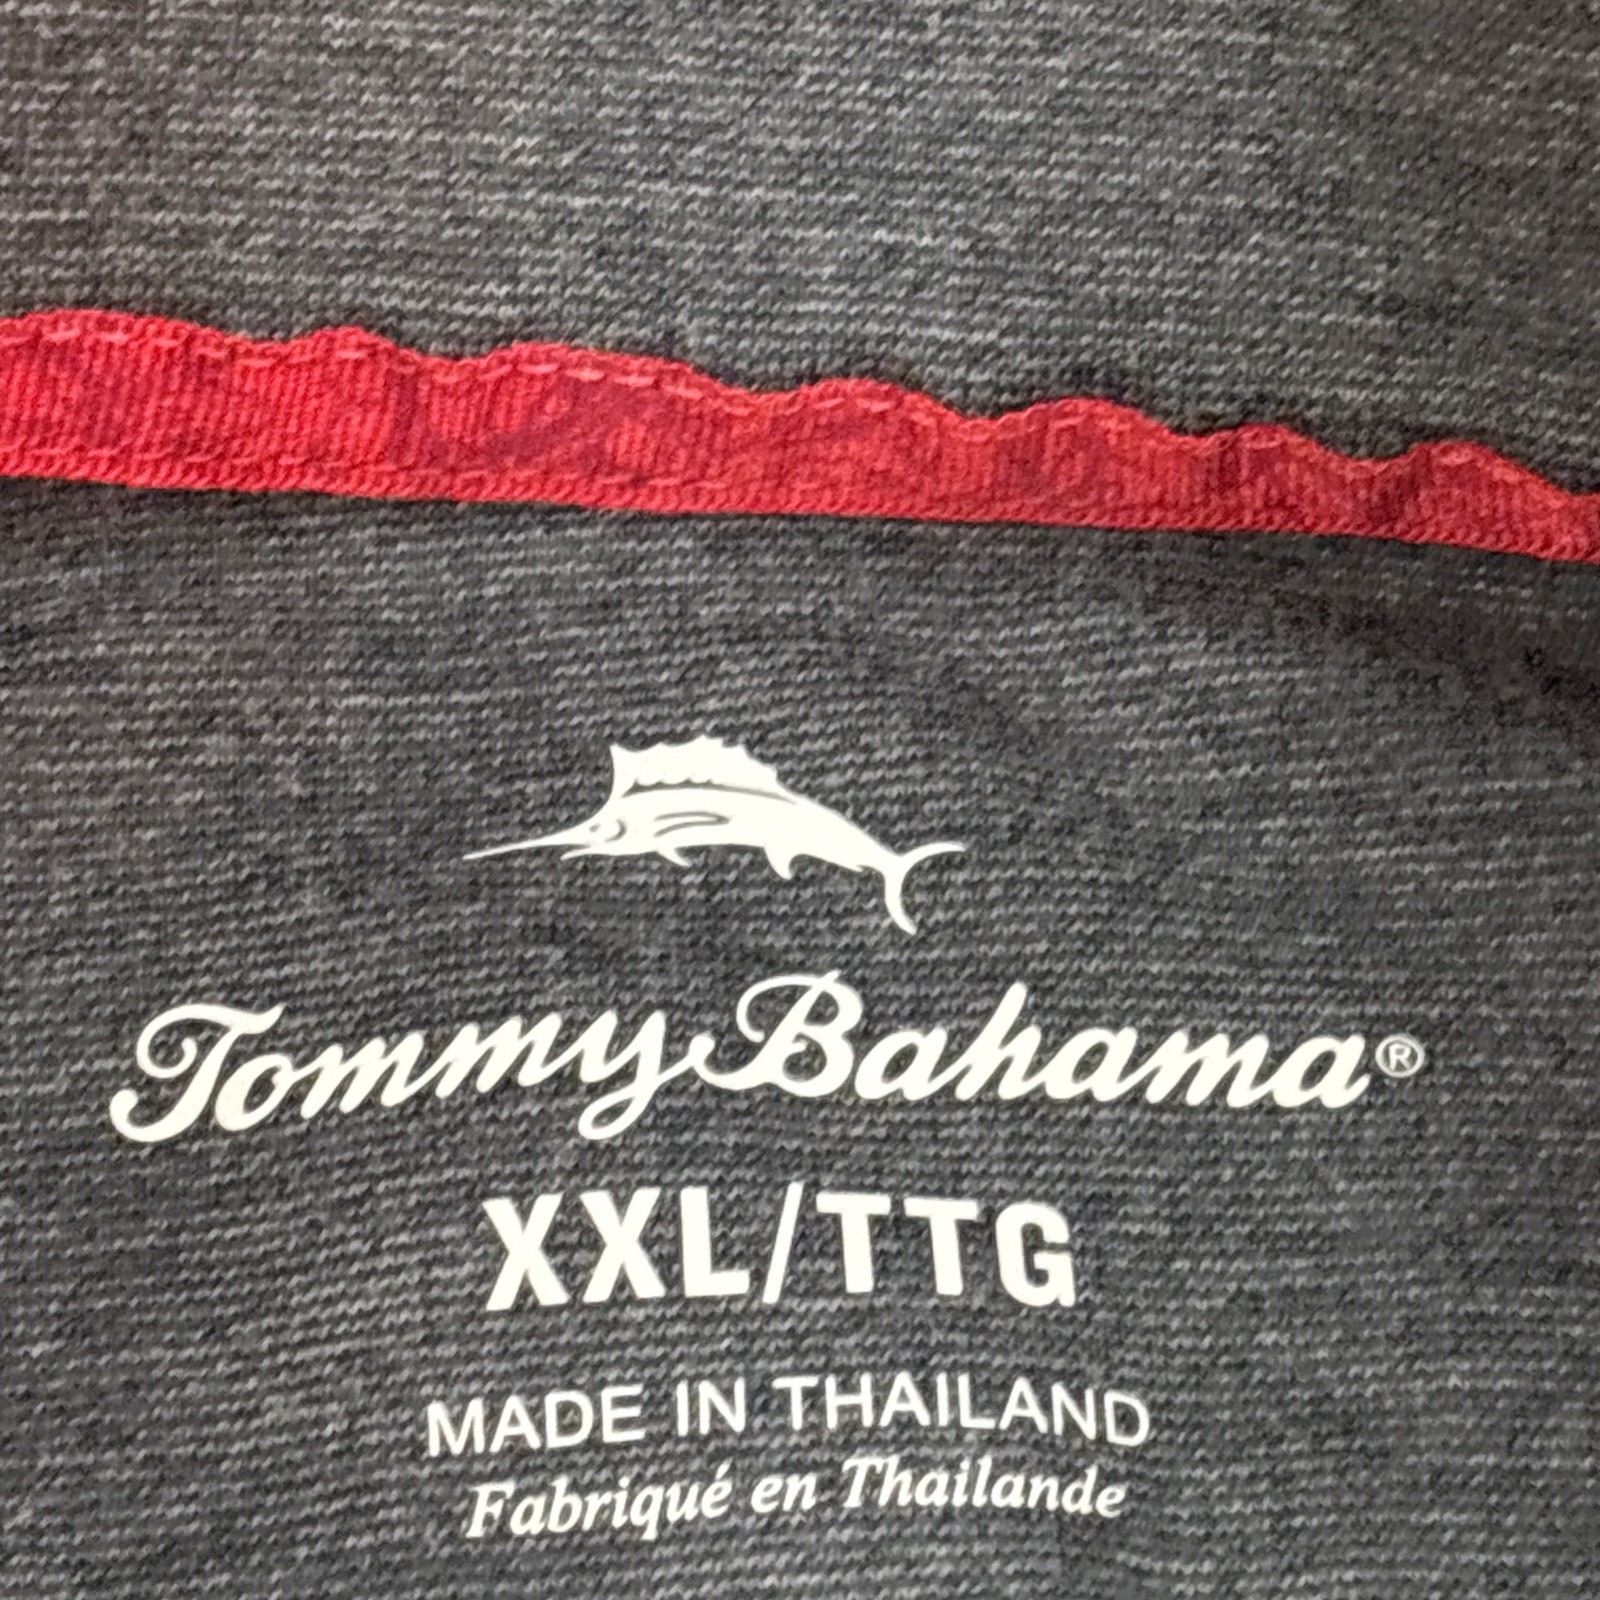 Tommy Bahama®
XXL/TTG
MADE IN THAILAND
Fabriqué en Thailande